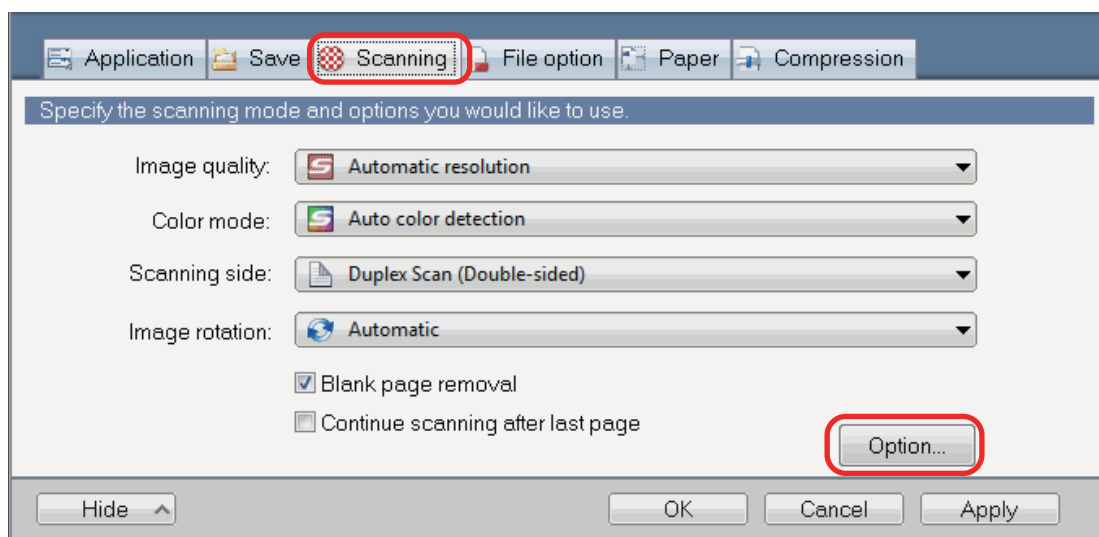 Application Save Scanning File option Paper Compression
Specify the scanning mode and options you would like to use.
Image quality: Automatic resolution
Color mode: Auto color detection
Scanning side: Duplex Scan (Double-sided)
Image rotation: Automatic
Blank page removal
Continue scanning after last page
Option...
Hide OK Cancel Apply